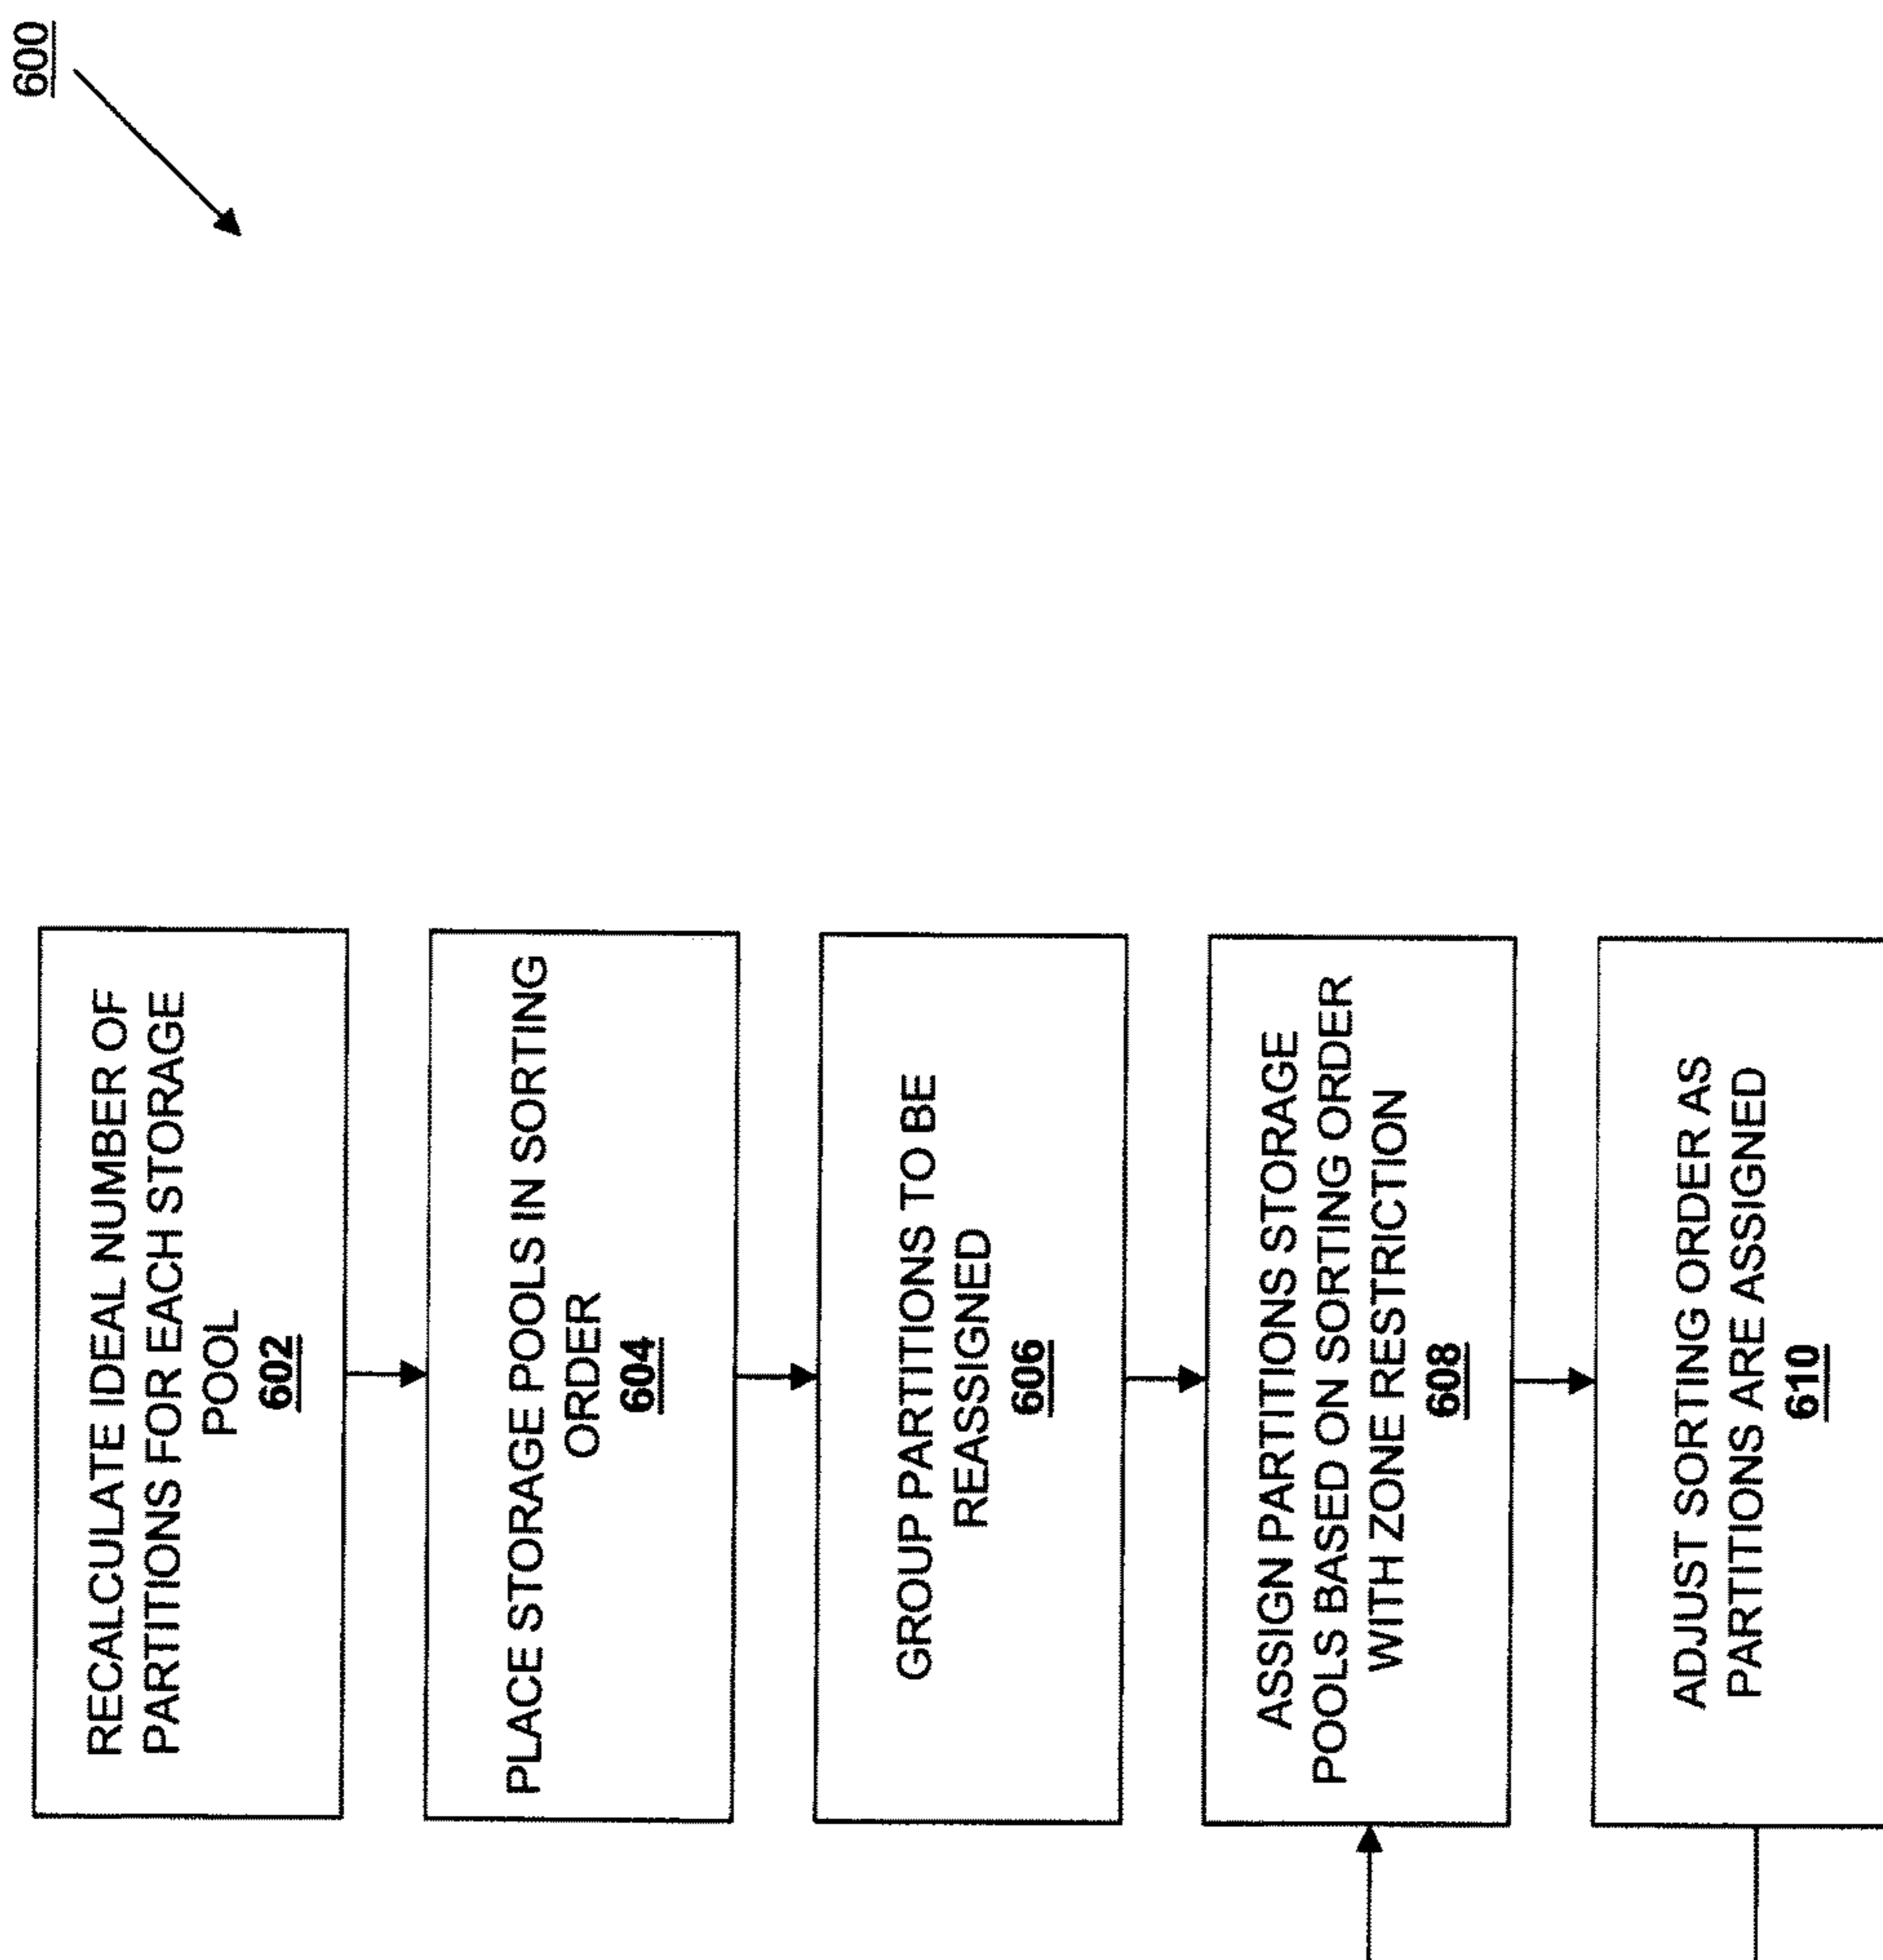 600
RECALCULATE IDEAL NUMBER OF
PARTITIONS FOR EACH STORAGE
POOL
602
PLACE STORAGE POOLS IN SORTING
ORDER
604
GROUP PARTITIONS TO BE
REASSIGNED
606
ASSIGN PARTITIONS STORAGE
POOLS BASED ON SORTING ORDER
WITH ZONE RESTRICTION
608
ADJUST SORTING ORDER AS
PARTITIONS ARE ASSIGNED
610